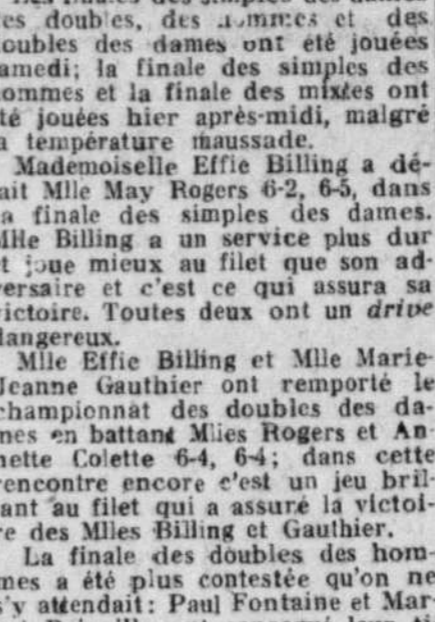 doubles, des et des
oubles des dames ont été jouées
amedi; la finale des simples des
ommes et la finale des mixtes ont
té jouées hier après-midi, malgré
a température maussade.
Mademoiselle Effie Billing a dé-
ait Mlle May Rogers 6-2, 6-5, dans
a finale des simples des dames.
Mlle Billing a un service plus dur
t joue mieux au filet que son ad-
versaire et c'est ce qui assura sa
victoire. Toutes deux ont un drive
dangereux.
Mlle Effie Billing et Mlle Marie-
Jeanne Gauthier ont remporté le
championnat des doubles des da-
mes en battant Mlles Rogers et An-
nette Colette 6-4, 6-4; dans cette
rencontre encore c'est un jeu bril-
lant au filet qui a assuré la victoi-
re des Mlles Billing et Gauthier.
La finale des doubles des hom-
mes a été plus contestée qu'on ne
s'y attendait: Paul Fontaine et Mar-